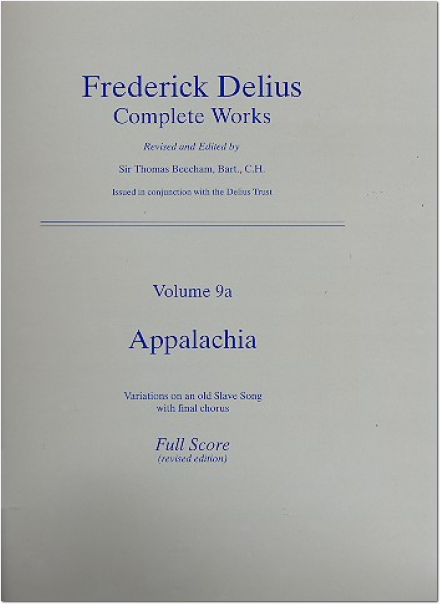 Frederick Delius
Complete Works
Revised and Edited by
Sir Thomas Beecham, Bart., C.H.
Issued in conjunction with the Delius Trust
Volume 9a
Appalachia
Variations on an old Slave Song
with final chorus
Full Score
(revised edition)